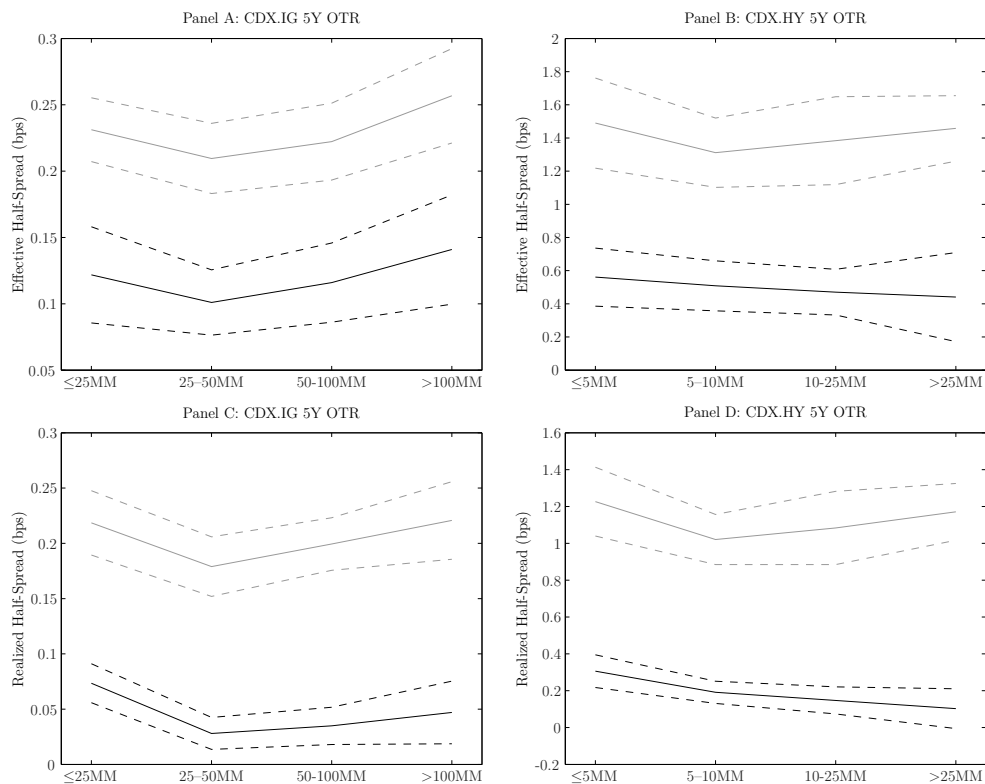 Panel A: CDX.IG 5Y OTR
0.3
0.25
0.2
0.15
0.1
0.05
Effective Half-Spread (bps)
≤25MM 25–50MM 50-100MM >100MM
Panel B: CDX.HY 5Y OTR
2
1.8
1.6
1.4
1.2
1
0.8
0.6
0.4
0.2
0
Effective Half-Spread (bps)
≤5MM 5–10MM 10-25MM >25MM
Panel C: CDX.IG 5Y OTR
0.3
0.25
0.2
0.15
0.1
0.05
0
Realized Half-Spread (bps)
≤25MM 25–50MM 50-100MM >100MM
Panel D: CDX.HY 5Y OTR
1.6
1.4
1.2
1
0.8
0.6
0.4
0.2
0
-0.2
Realized Half-Spread (bps)
≤5MM 5–10MM 10-25MM >25MM